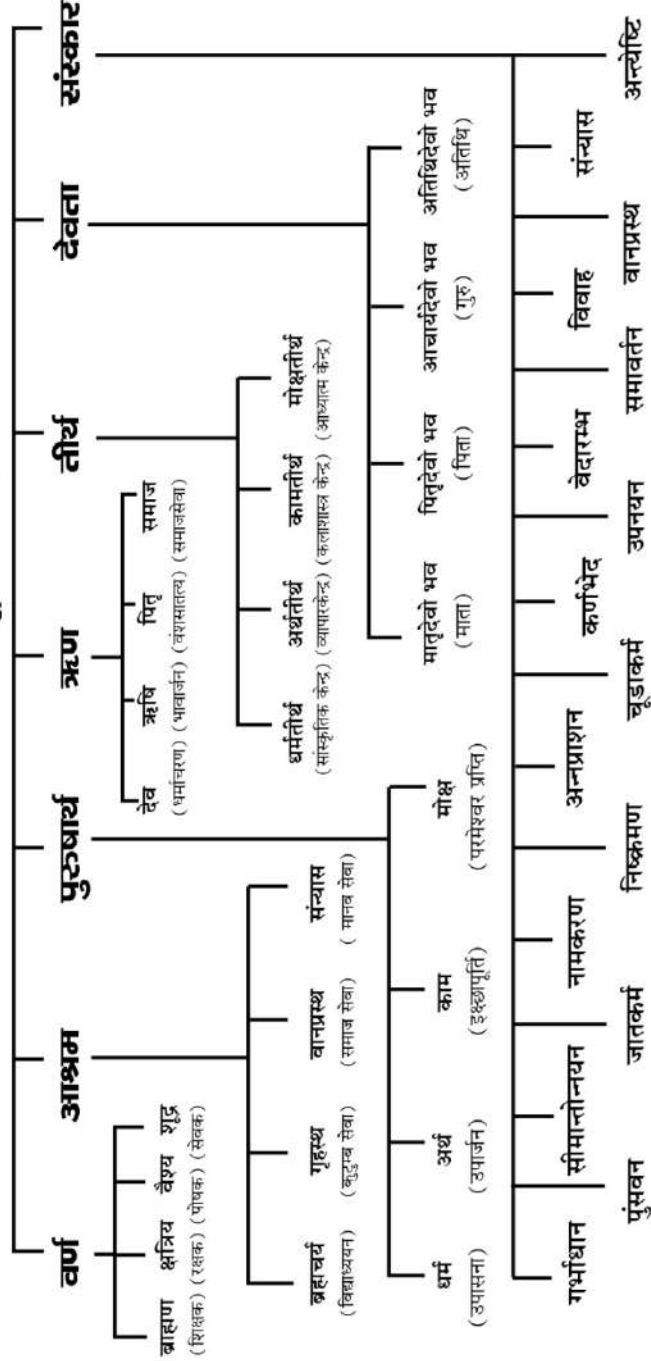 वर्ण आश्रम पुरुषार्थ ऋण तीर्थ देवता संस्कार
ब्राह्मण क्षत्रिय वैश्य शूद्र
(शिक्षक) (रक्षक) (पोषक) (सेवक)
ब्रह्मचर्य गृहस्थ वानप्रस्थ संन्यास
(विद्याध्ययन) (कुटुम्ब सेवा) (समाज सेवा) ( मानव सेवा)
धर्म अर्थ काम मोक्ष
(उपासना) (उपार्जन) (इक्ष्छापूर्ति) (परमेश्वर प्रप्ति)
देव ऋषि पितृ समाज
(धर्माचरण) (भावार्जन) (वंशसातत्य) (समाजसेवा)
धर्मतीर्थ अर्थतीर्थ कामतीर्थ मोक्षतीर्थ
(सांस्कृतिक केन्द्र) (व्यापारकेन्द्र) (कलाशास्त्र केन्द्र) (आध्यात्म केन्द्र)
मातृदेवो भव पितृदेवो भव आचार्यदेवो भव अतिथिदेवो भव
(माता) (पिता) (गुरु) (अतिथि)
गर्भाधान सीमान्तोन्नयन नामकरण अन्नप्राशन कर्णभेद वेदारम्भ विवाह संन्यास
पुंसवन जातकर्म निष्क्रमण चूडाकर्म उपनयन समावर्तन वानप्रस्थ अन्त्येष्टि